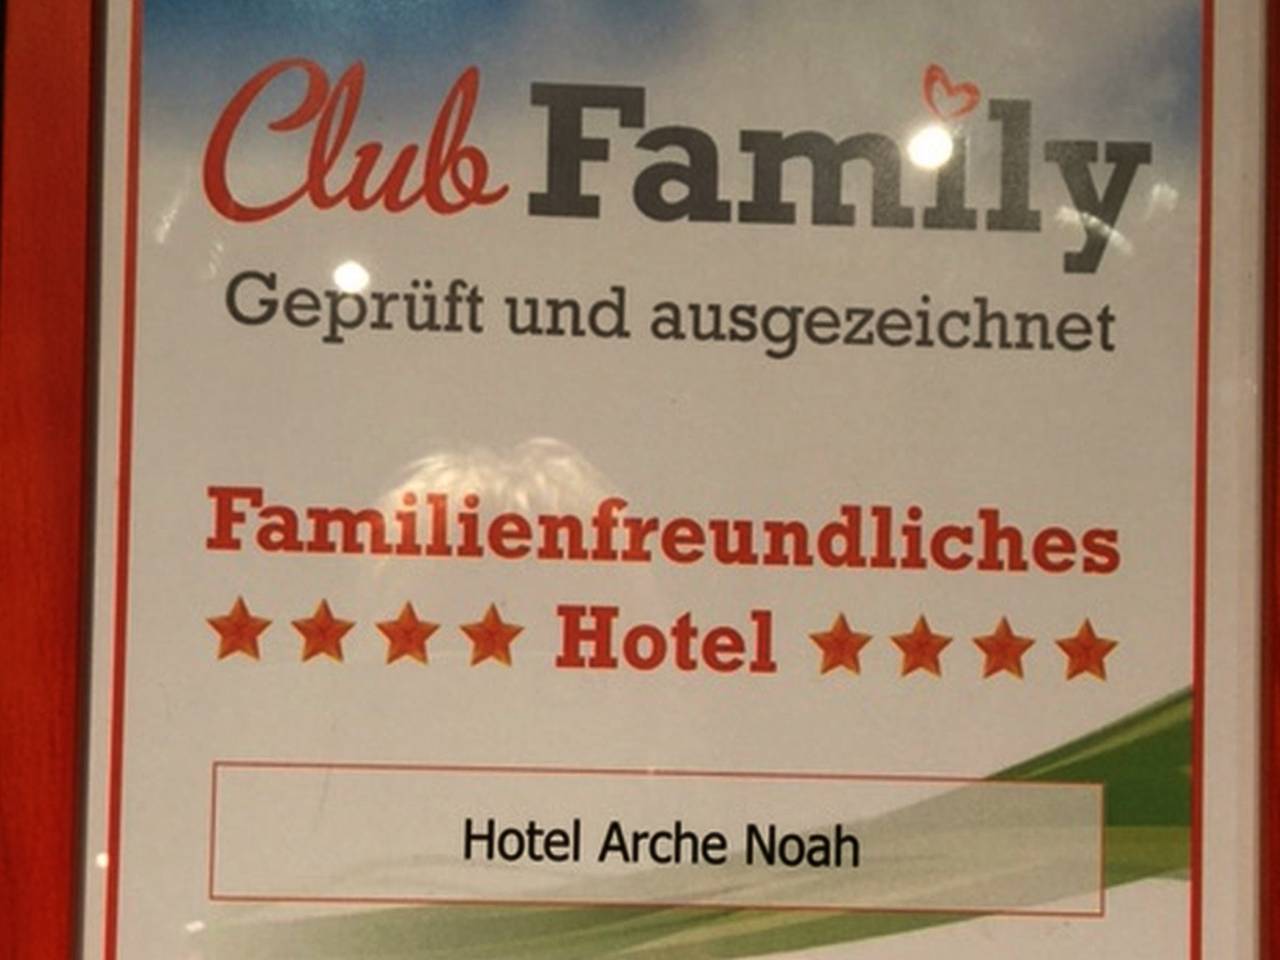 Club Family
Geprüft und ausgezeichnet
Familienfreundliches
Hotel
Hotel Arche Noah